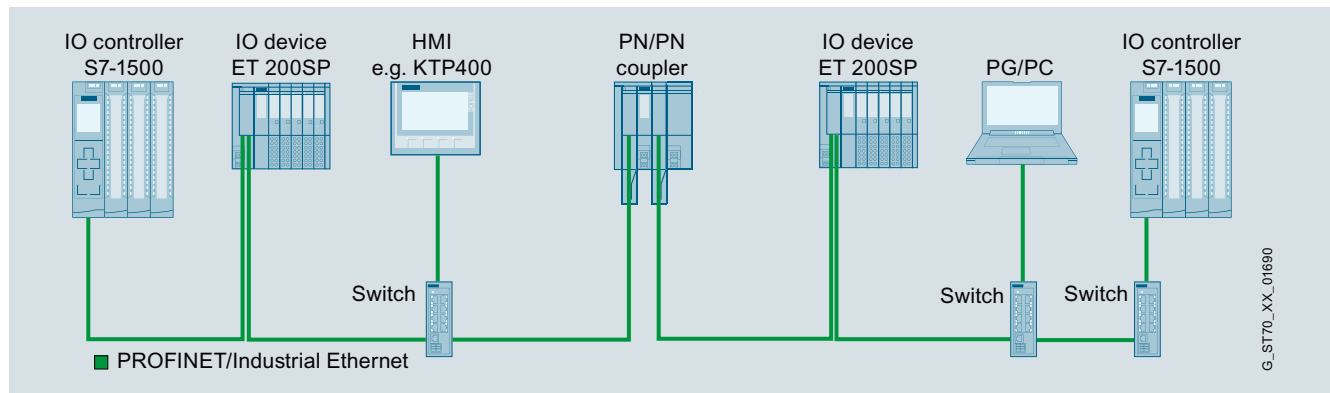 IO controller
S7-1500
IO device
ET 200SP
HMI
e.g. KTP400
PN/PN
coupler
IO device
ET 200SP
PG/PC
IO controller
S7-1500
Switch
Switch
Switch
PROFINET/Industrial Ethernet
G_ST70_XX_01690